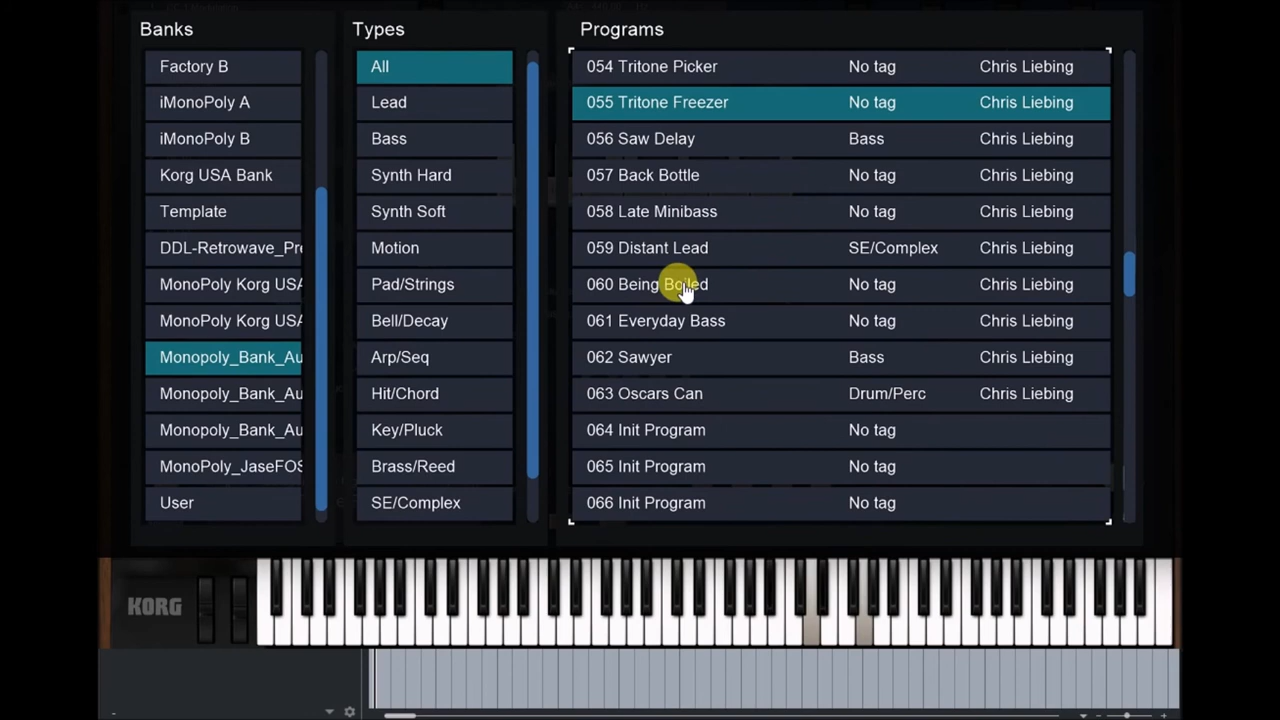 Banks Types Programs
Factory B All 054 Tritone Picker No tag Chris Liebing
iMonoPoly A Lead 055 Tritone Freezer No tag Chris Liebing
iMonoPoly B Bass 056 Saw Delay Bass Chris Liebing
Korg USA Bank Synth Hard 057 Back Bottle No tag Chris Liebing
Template Synth Soft 058 Late Minibass No tag Chris Liebing
DDL-Retrowave_Pre Motion 059 Distant Lead SE/Complex Chris Liebing
MonoPoly Korg USA Pad/Strings 060 Being Boiled No tag Chris Liebing
MonoPoly Korg USA Bell/Decay 061 Everyday Bass No tag Chris Liebing
Monopoly_Bank_Au Arp/Seq 062 Sawyer Bass Chris Liebing
Monopoly_Bank_Au Hit/Chord 063 Oscars Can Drum/Perc Chris Liebing
Monopoly_Bank_Au Key/Pluck 064 Init Program No tag
MonoPoly_JaseFOS Brass/Reed 065 Init Program No tag
User SE/Complex 066 Init Program No tag
KORG